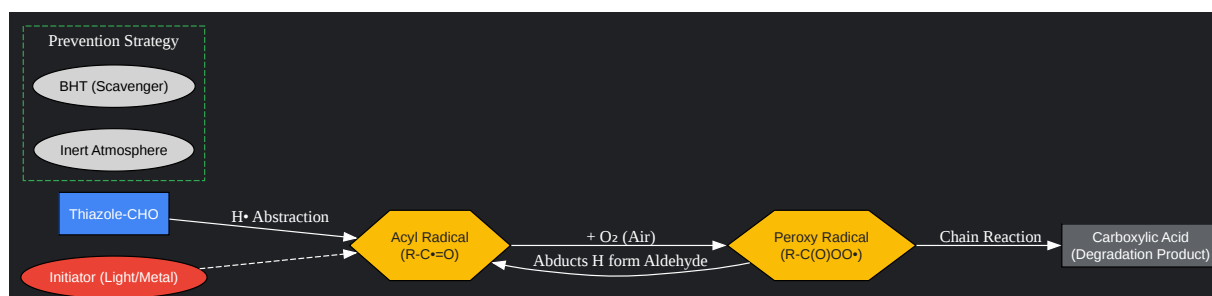 Prevention Strategy
BHT (Scavenger)
Inert Atmosphere
Thiazole-CHO
H• Abstraction
Initiator (Light/Metal)
Acyl Radical
(R-C•=O)
+ O₂ (Air)
Abducts H form Aldehyde
Peroxy Radical
(R-C(O)OO•)
Chain Reaction
Carboxylic Acid
(Degradation Product)